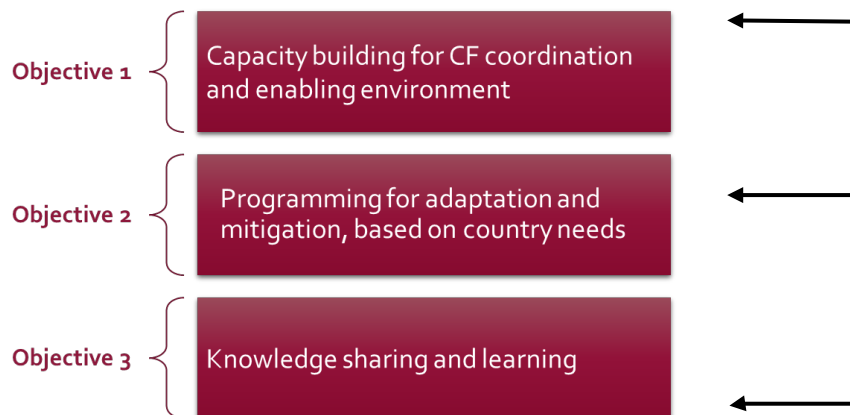 Objective 1
Capacity building for CF coordination
and enabling environment
Objective 2
Programming for adaptation and
mitigation, based on country needs
Objective 3
Knowledge sharing and learning